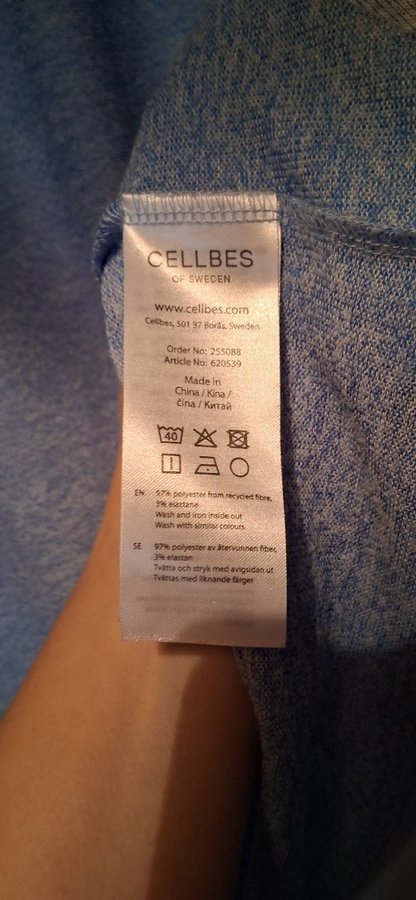 CELLBES
OF SWEDEN
www.cellbes.com
Cellbes, 501 87 Borås, Sweden
Order No: 255088
Article No: 620539
Made in
China / Kina /
čína / Китай
40
EN 97% polyester from recycled fibre,
3% elastane
Wash and iron inside out
Wash with similar colours
SE 97% polyester av återvunnen fiber,
3% elastan
Tvätta och stryk med avigsidan ut
Tvättas med liknande färger